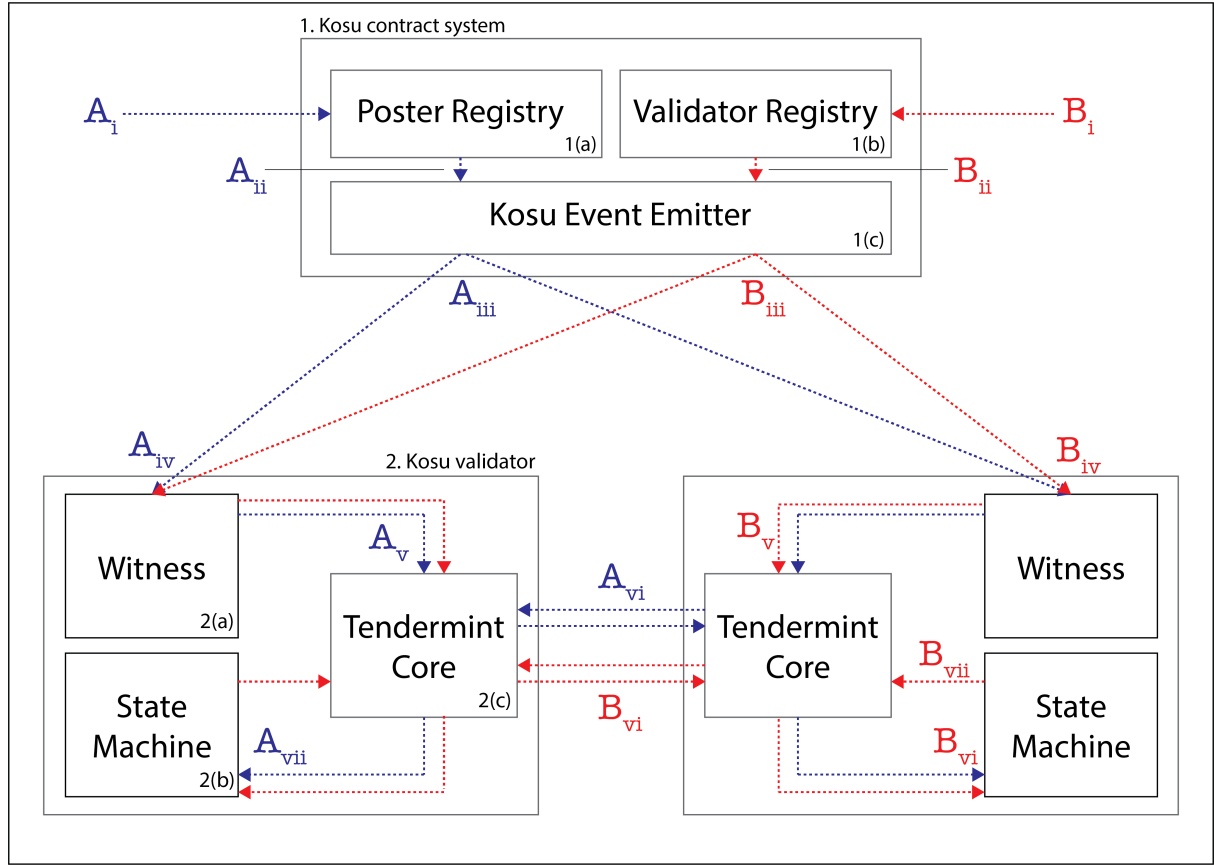 1. Kosu contract system
A i
Poster Registry
1(a)
Validator Registry
1(b)
B i
A ii
B ii
Kosu Event Emitter
1(c)
A iii
B iii
A iv
2. Kosu validator
B iv
Witness
2(a)
A v
B v
Witness
A vi
Tendermint
Core
2(c)
Tendermint
Core
B vi
State
Machine
2(b)
A vii
B vii
B vi
State
Machine